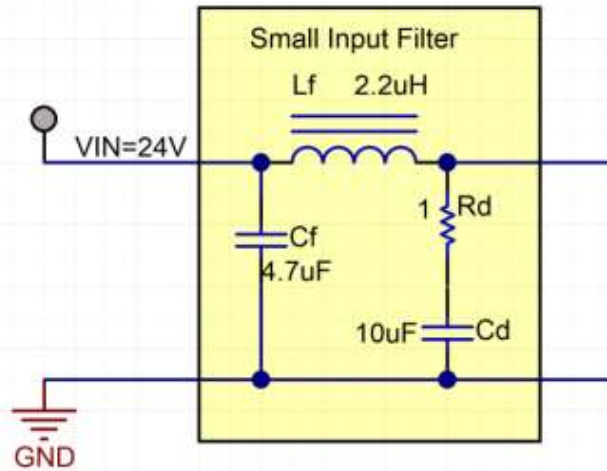 Small Input Filter
Lf 2.2uH
VIN=24V
1 Rd
Cf
4.7uF
10uF Cd
GND